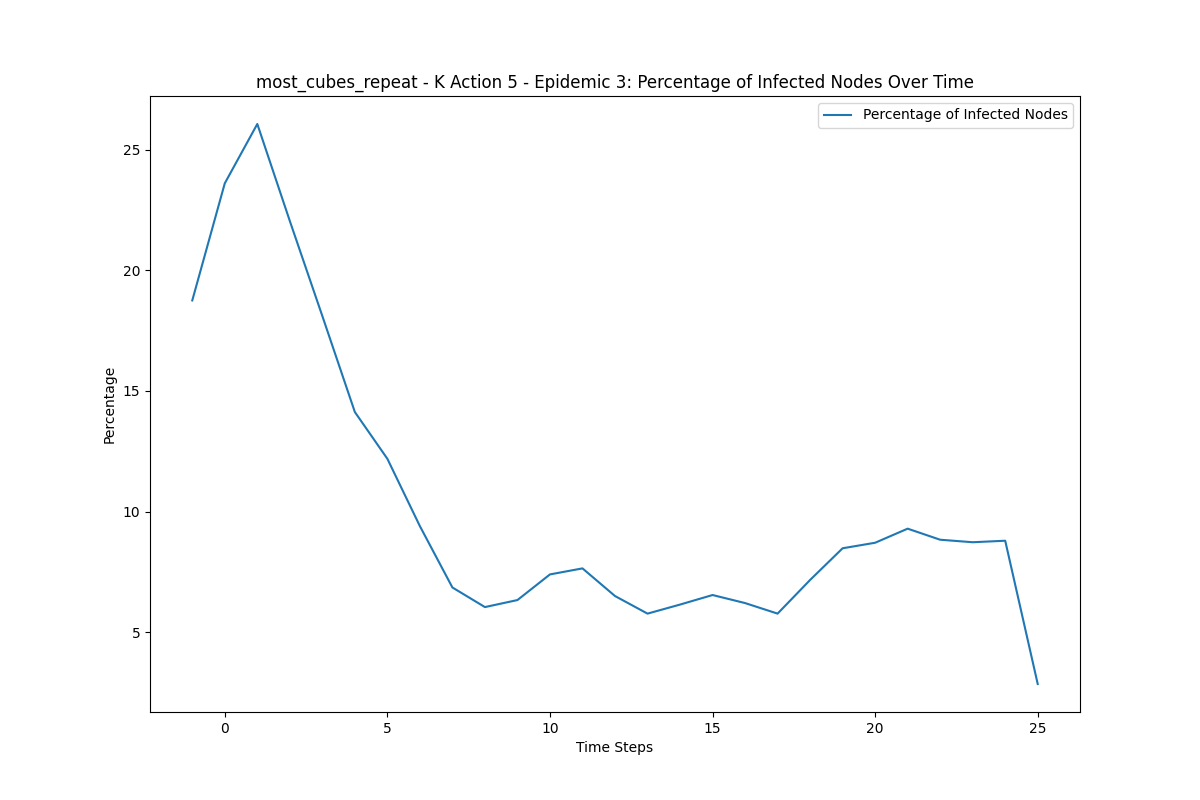 most_cubes_repeat - K Action 5 - Epidemic 3: Percentage of Infected Nodes Over Time
Percentage of Infected Nodes
25
20
15
10
5
Percentage
0 5 10 15 20 25
Time Steps